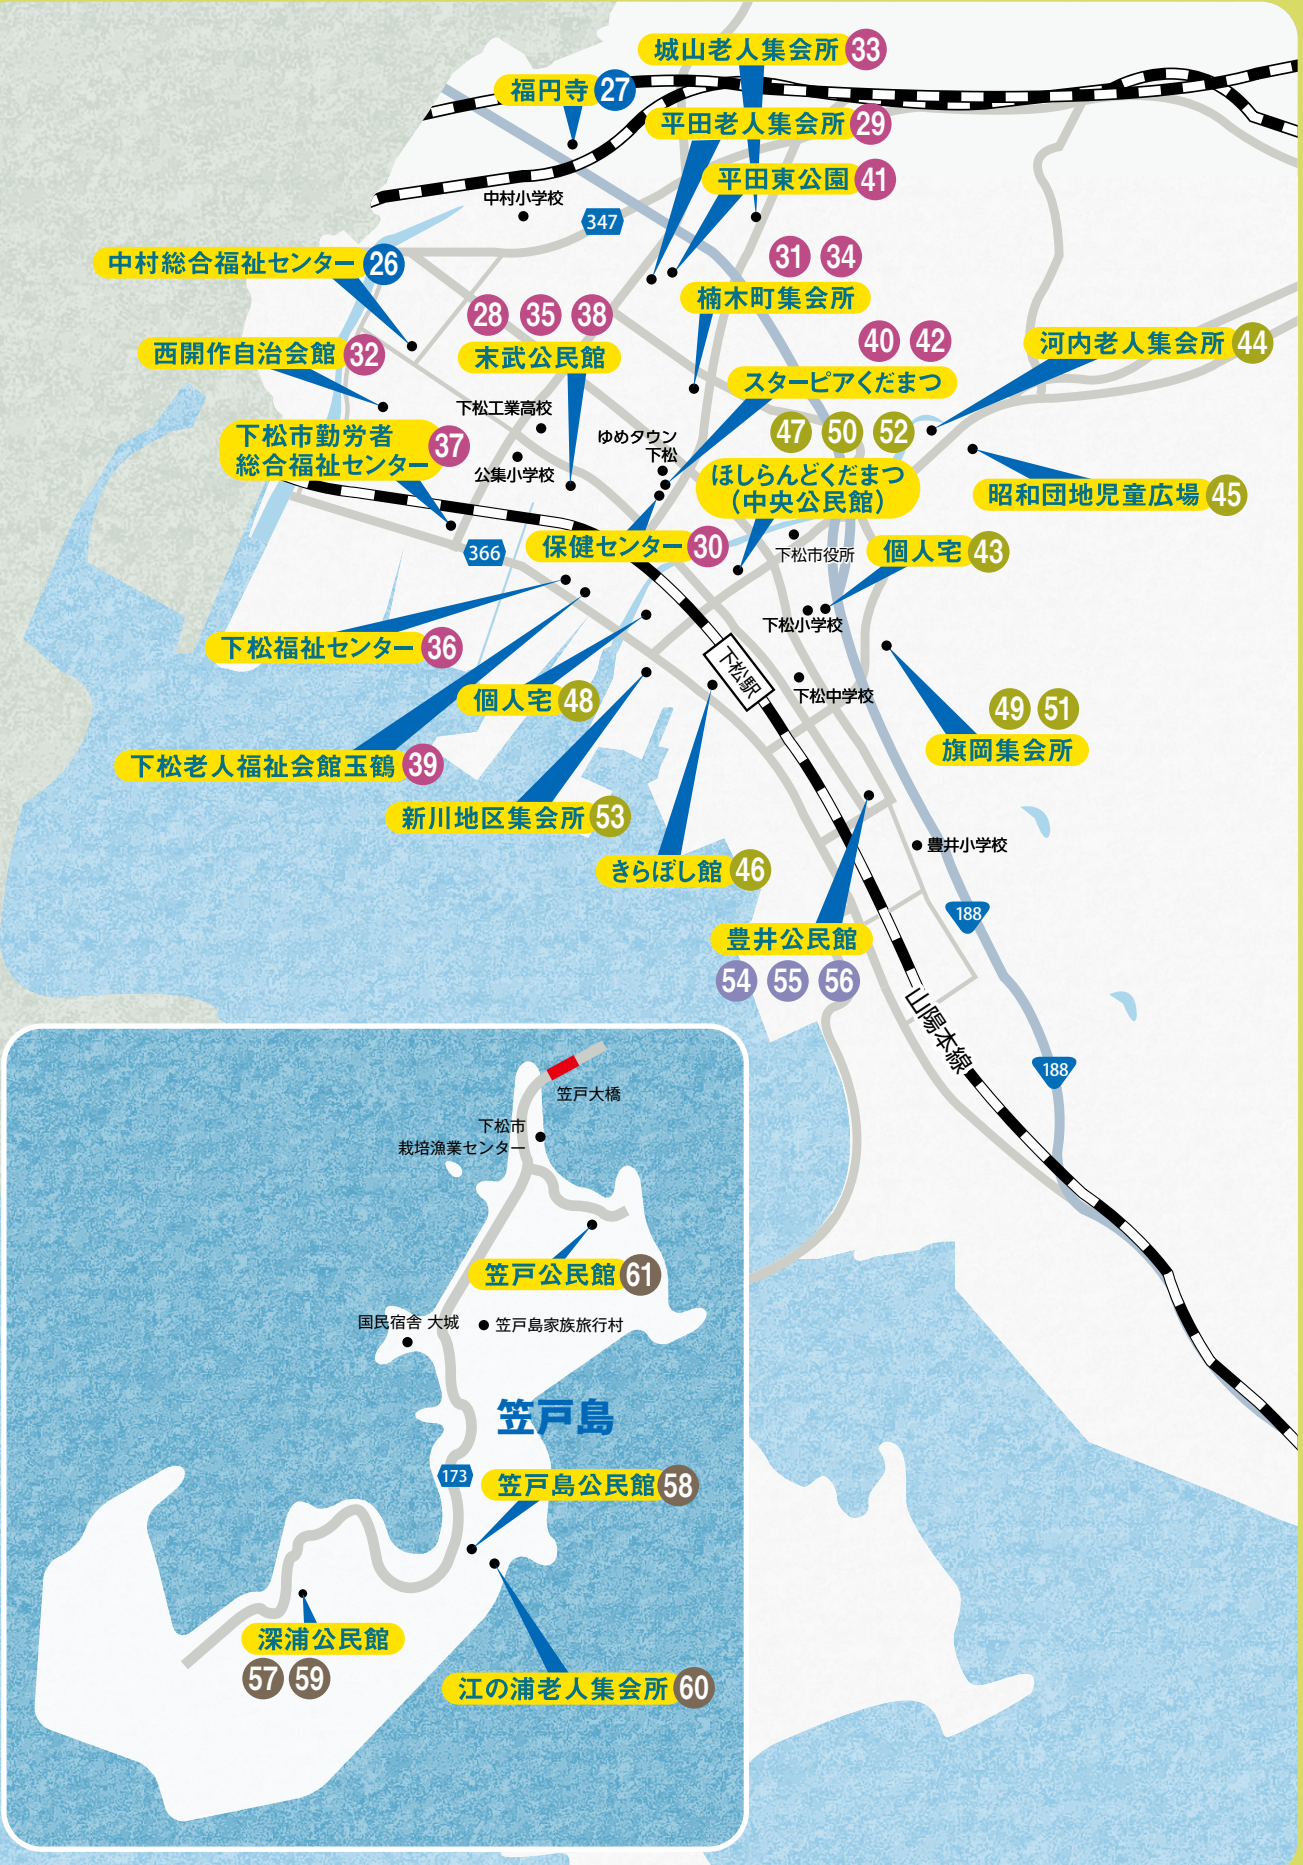 城山老人集会所 33
福円寺 27
平田老人集会所 29
平田東公園 41
中村小学校
347
中村総合福祉センター 26
31 34
楠木町集会所
28 35 38
末武公民館
西開作自治会館 32
40 42
スターピアくだまつ
河内老人集会所 44
下松工業高校
下松市勤労者
総合福祉センター 37
公集小学校
ゆめタウン
下松
47 50 52
ほしらんどくだまつ
(中央公民館)
昭和団地児童広場 45
366
保健センター 30
下松市役所
個人宅 43
下松小学校
下松福祉センター 36
下松駅
下松中学校
個人宅 48
49 51
旗岡集会所
下松老人福祉会館玉鶴 39
新川地区集会所 53
きらぼし館 46
豊井小学校
188
豊井公民館
54 55 56
山陽本線
188
笠戸大橋
下松市
栽培漁業センター
笠戸公民館 61
国民宿舎 大城
笠戸島家族旅行村
笠戸島
173
笠戸島公民館 58
深浦公民館
57 59
江の浦老人集会所 60